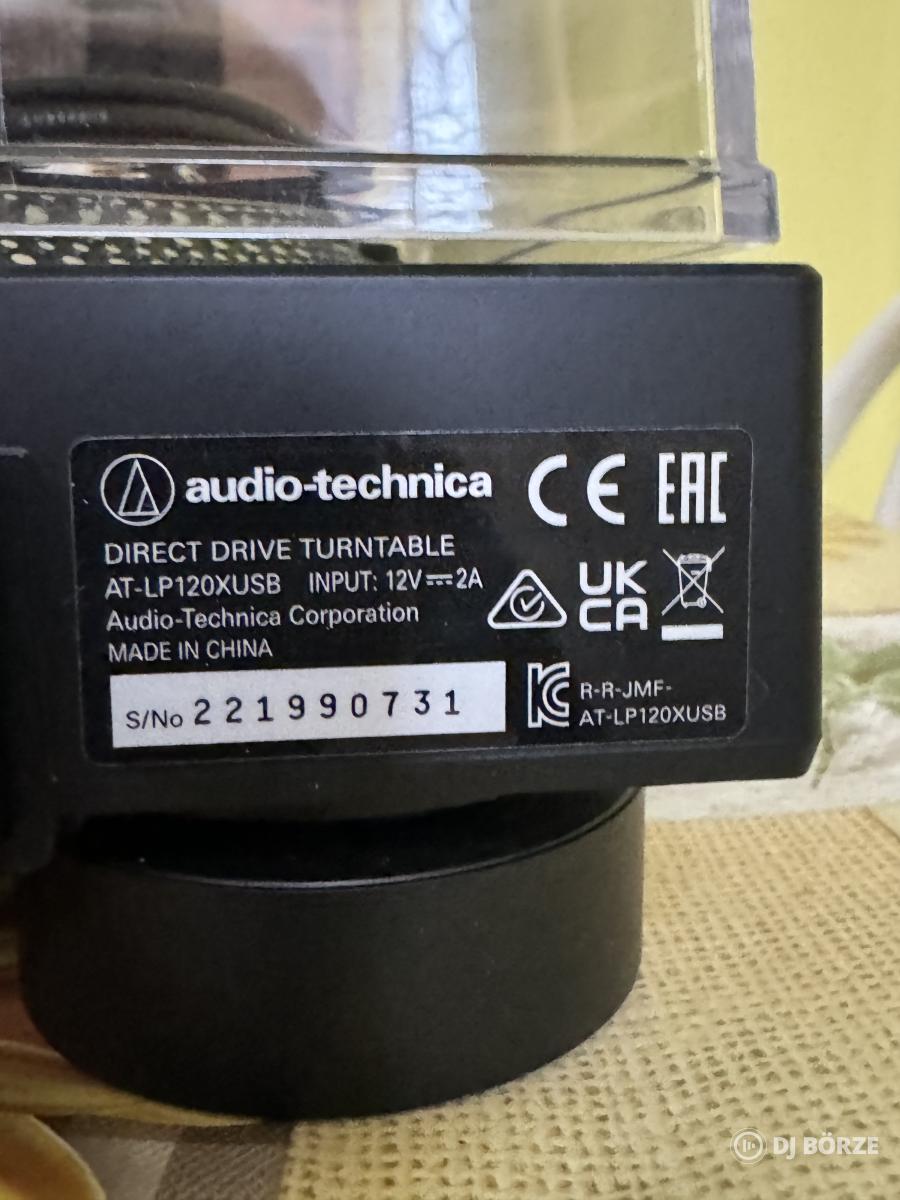 audio-technica
CE EAC
DIRECT DRIVE TURNTABLE
AT-LP120XUSB INPUT: 12V⎓2A
Audio-Technica Corporation
MADE IN CHINA
UK
CA
S/No 221990731
R-R-JMF-
AT-LP120XUSB
DJ BÖRZE